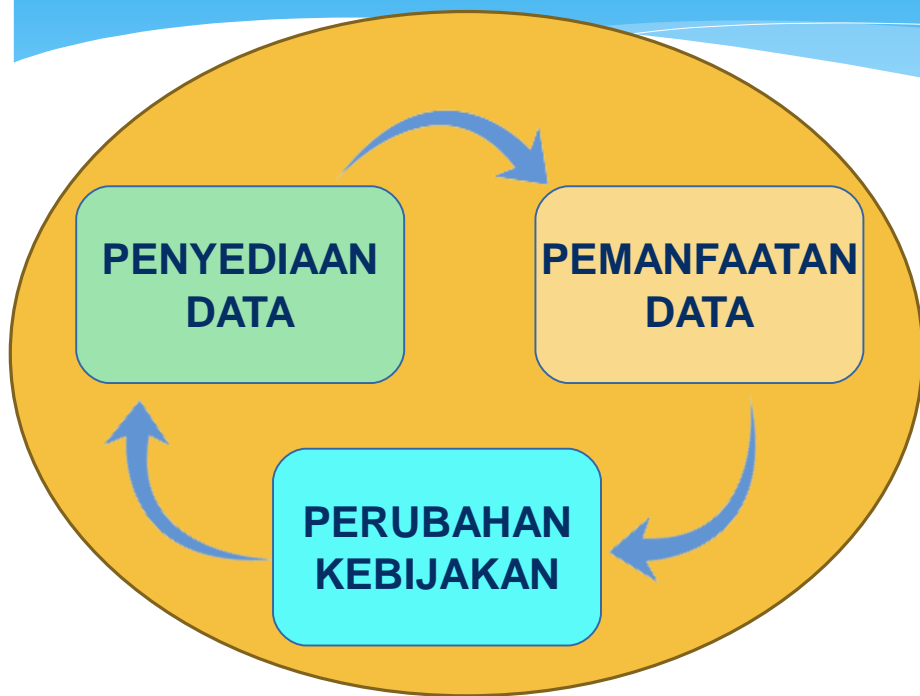 PENYEDIAAN
DATA
PEMANFAATAN
DATA
PERUBAHAN
KEBIJAKAN